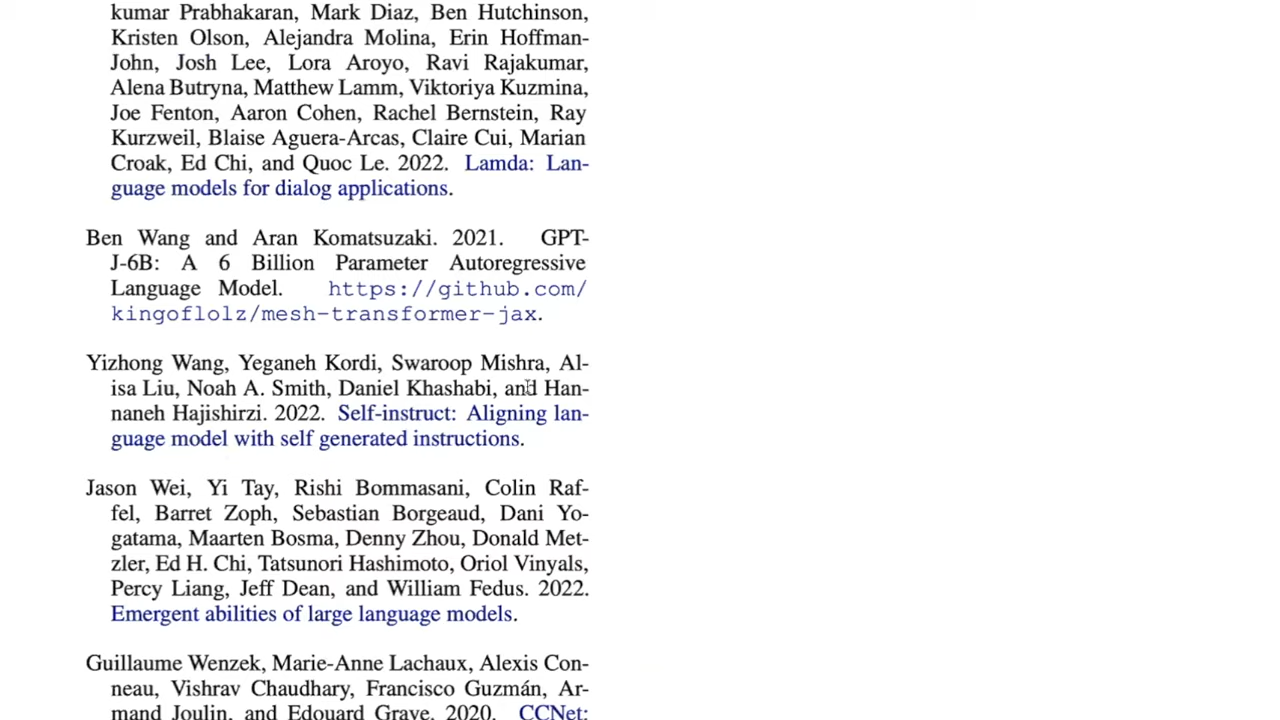 kumar Prabhakaran, Mark Diaz, Ben Hutchinson,
Kristen Olson, Alejandra Molina, Erin Hoffman-
John, Josh Lee, Lora Aroyo, Ravi Rajakumar,
Alena Butryna, Matthew Lamm, Viktoriya Kuzmina,
Joe Fenton, Aaron Cohen, Rachel Bernstein, Ray
Kurzweil, Blaise Aguera-Arcas, Claire Cui, Marian
Croak, Ed Chi, and Quoc Le. 2022. Lamda: Lan-
guage models for dialog applications.
Ben Wang and Aran Komatsuzaki. 2021. GPT-
J-6B: A 6 Billion Parameter Autoregressive
Language Model. https://github.com/
kingoflolz/mesh-transformer-jax.
Yizhong Wang, Yeganeh Kordi, Swaroop Mishra, Al-
isa Liu, Noah A. Smith, Daniel Khashabi, and Han-
naneh Hajishirzi. 2022. Self-instruct: Aligning lan-
guage model with self generated instructions.
Jason Wei, Yi Tay, Rishi Bommasani, Colin Raf-
fel, Barret Zoph, Sebastian Borgeaud, Dani Yo-
gatama, Maarten Bosma, Denny Zhou, Donald Met-
zler, Ed H. Chi, Tatsunori Hashimoto, Oriol Vinyals,
Percy Liang, Jeff Dean, and William Fedus. 2022.
Emergent abilities of large language models.
Guillaume Wenzek, Marie-Anne Lachaux, Alexis Con-
neau, Vishrav Chaudhary, Francisco Guzmán, Ar-
mand Joulin, and Edouard Grave. 2020. CCNet: